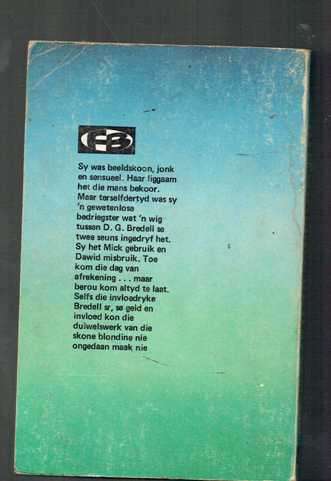 FB
Sy was beeldskoon, jonk
en sensueel. Haar liggaam
het die mans bekoor.
Maar terselfdertyd was sy
'n gewetenlose
bedriegster wat 'n wig
tussen D. G. Bredell se
twee seuns ingedryf het.
Sy het Mick gebruik en
Dawid misbruik. Toe
kom die dag van
afrekening . . . maar
berou kom altyd te laat.
Selfs die invloedryke
Bredell sr, se geld en
invloed kon die
duiwelswerk van die
skone blondine nie
ongedaan maak nie